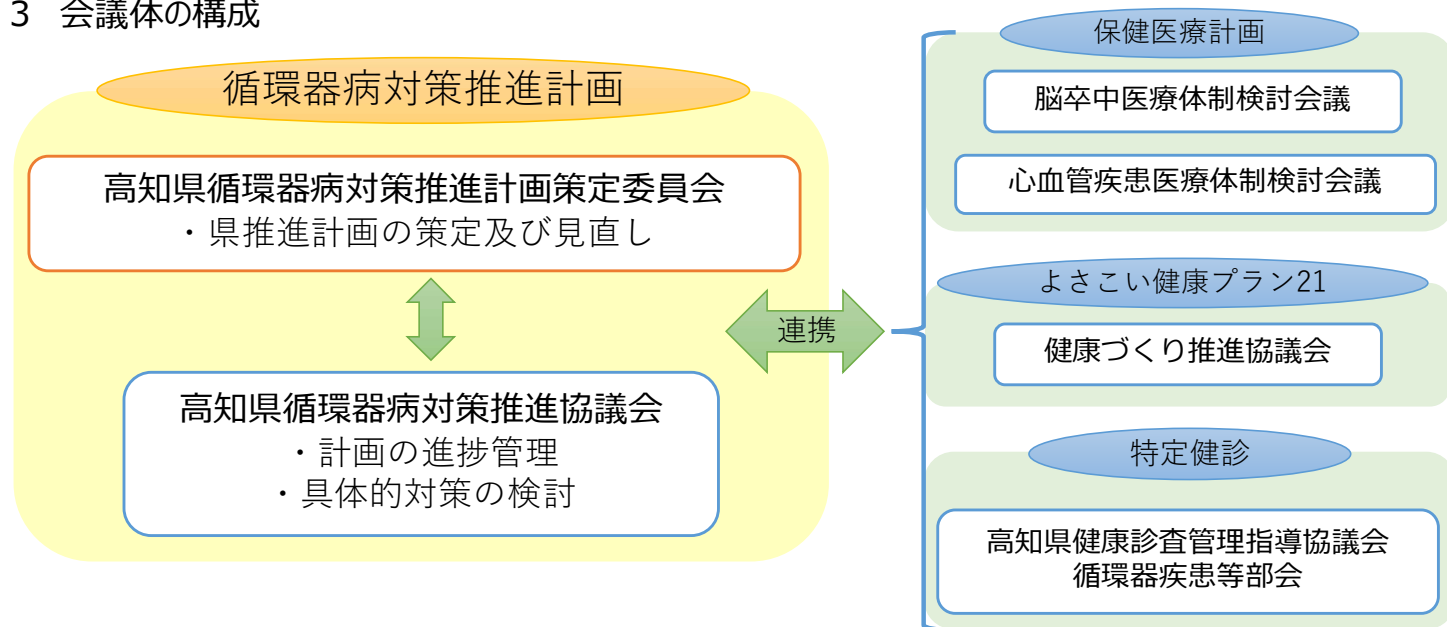 3 会議体の構成
循環器病対策推進計画
高知県循環器病対策推進計画策定委員会
・県推進計画の策定及び見直し
高知県循環器病対策推進協議会
・計画の進捗管理
・具体的対策の検討
連携
保健医療計画
脳卒中医療体制検討会議
心血管疾患医療体制検討会議
よさこい健康プラン21
健康づくり推進協議会
特定健診
高知県健康診査管理指導協議会
循環器疾患等部会